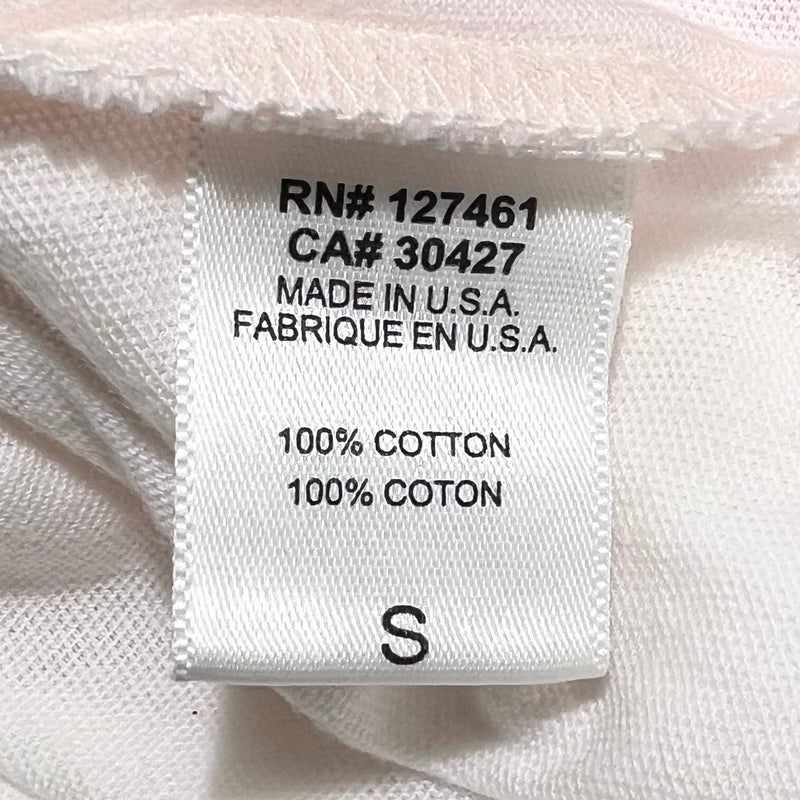 RN# 127461
CA# 30427
MADE IN U.S.A.
FABRIQUE EN U.S.A.
100% COTTON
100% COTON
S